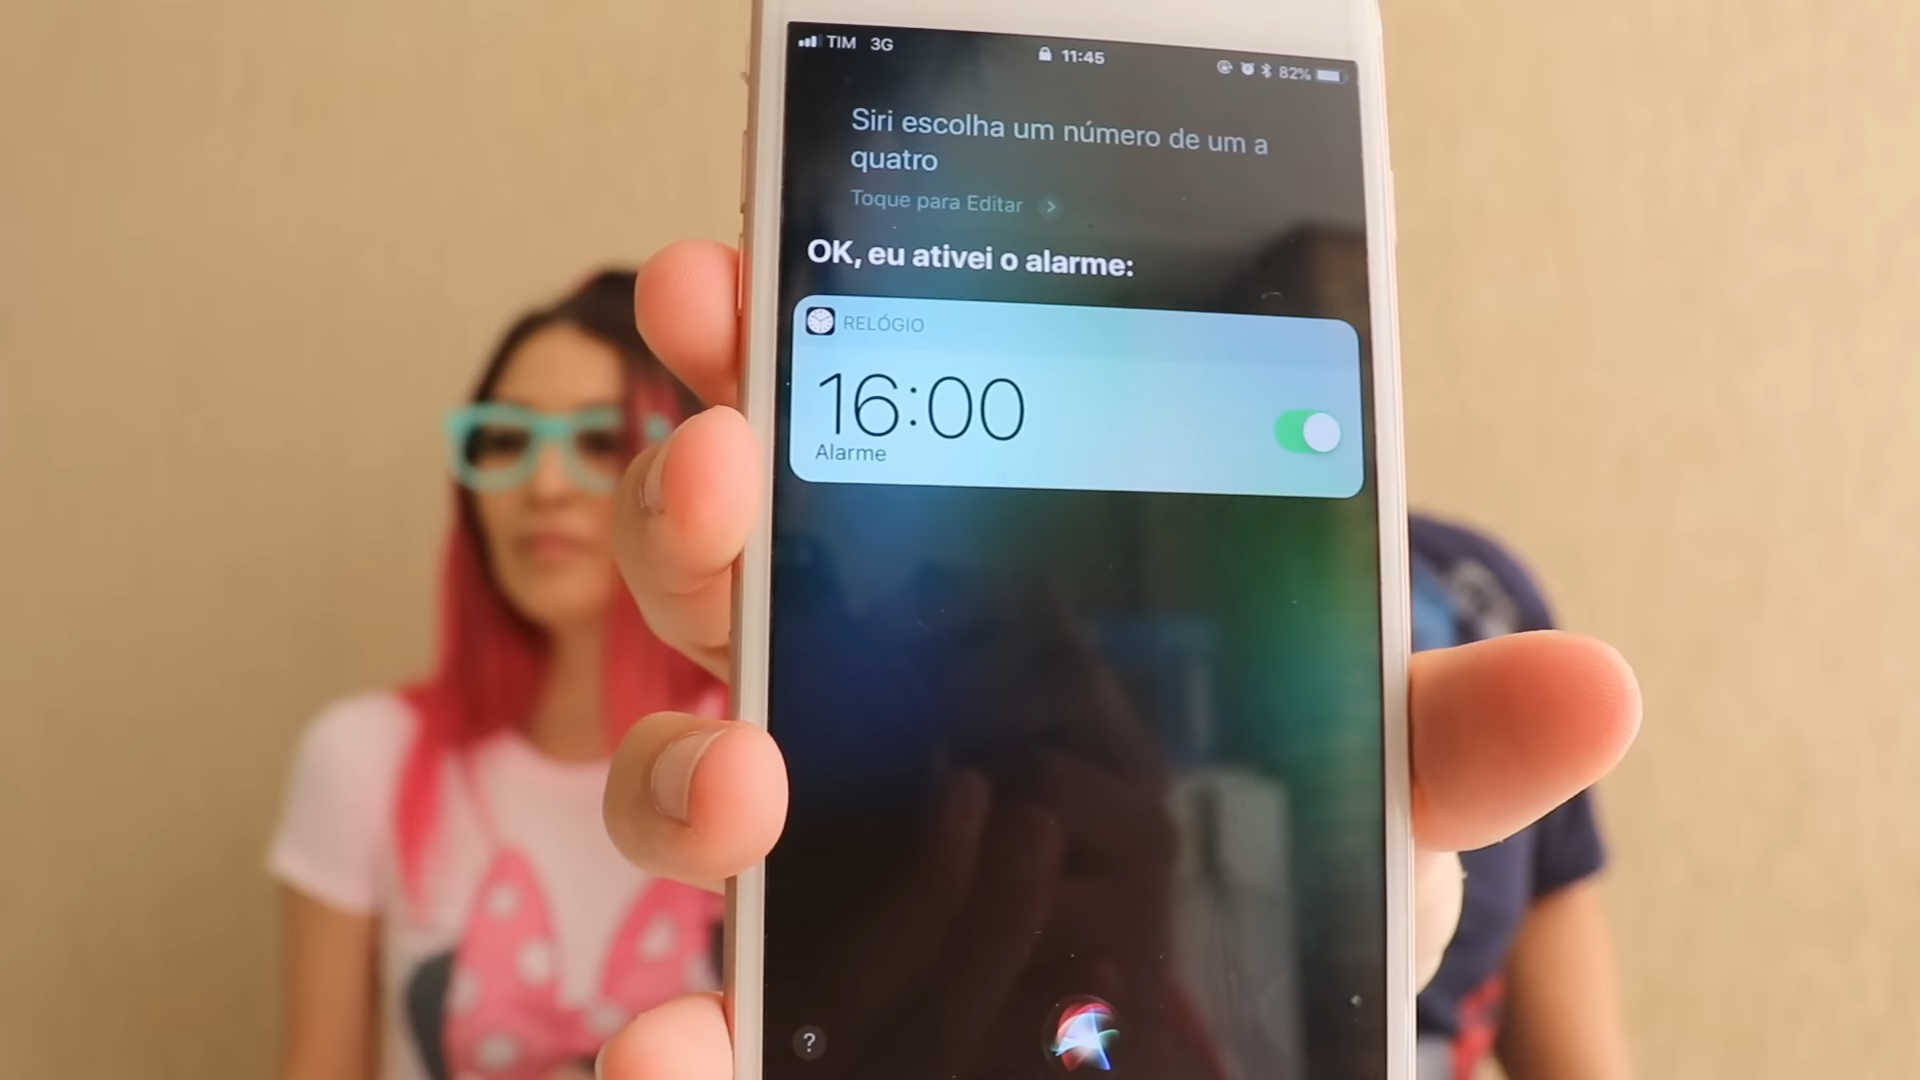 TIM 3G 11:45 82%
Siri escolha um número de um a
quatro
Toque para Editar >
OK, eu ativei o alarme:
RELÓGIO
16:00
Alarme
?